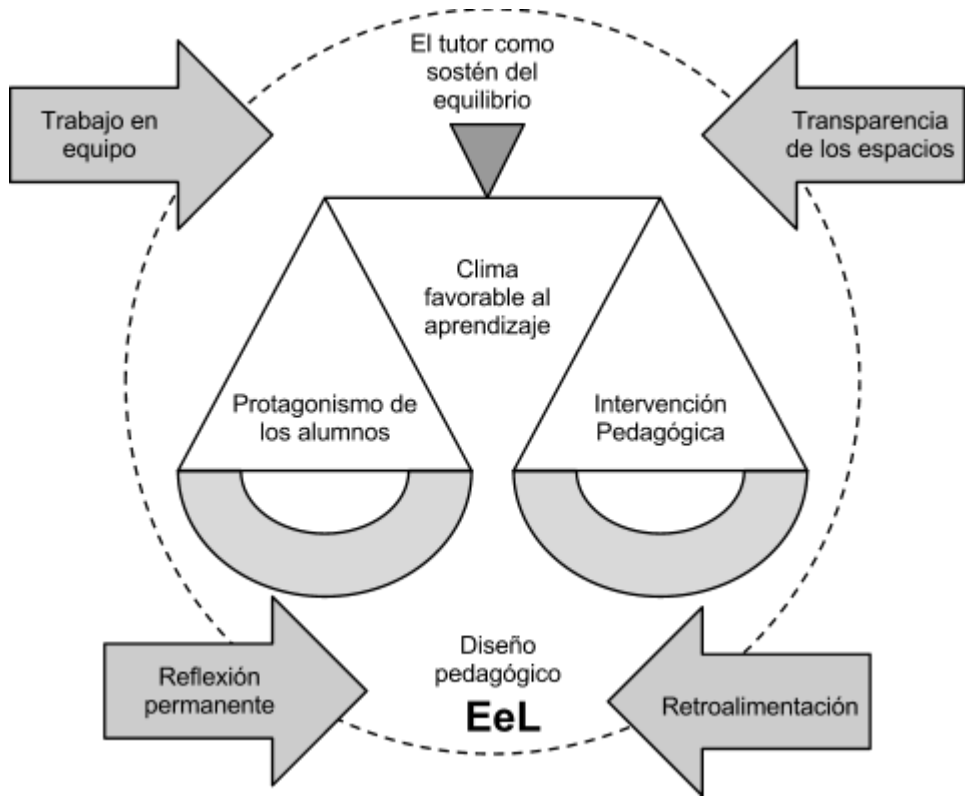 El tutor como
sostén del
equilibrio
Trabajo en
equipo
Transparencia
de los espacios
Clima
favorable al
aprendizaje
Protagonismo de
los alumnos
Intervención
Pedagógica
Reflexión
permanente
Diseño
pedagógico
EeL
Retroalimentación